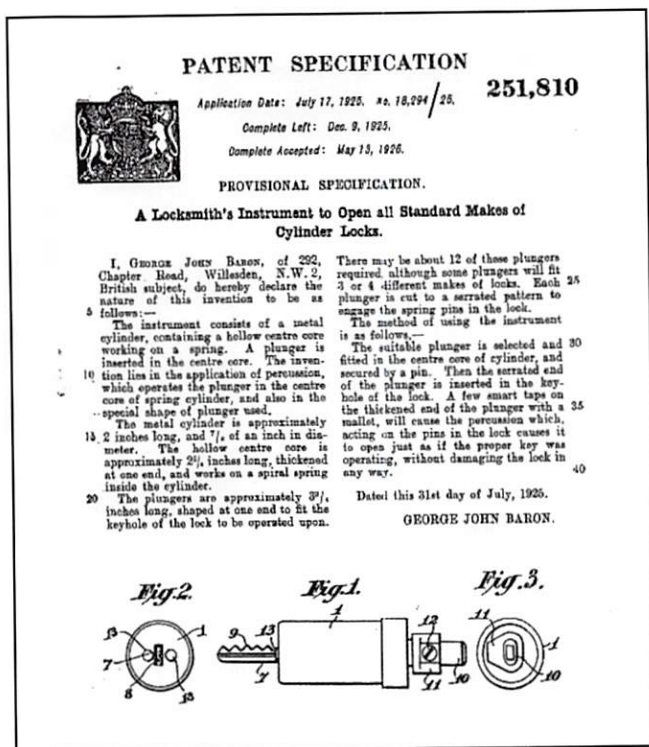 PATENT SPECIFICATION
Application Date: July 17, 1925. No. 18,294/25.
251,810
Complete Left: Dec. 9, 1925.
Complete Accepted: May 13, 1926.
PROVISIONAL SPECIFICATION.
A Locksmith's Instrument to Open all Standard Makes of
Cylinder Locks.
I, GEORGE JOHN BARON, of 292,
Chapter Road, Willesden, N.W. 2,
British subject, do hereby declare the
nature of this invention to be as
5 follows:—
The instrument consists of a metal
cylinder, containing a hollow centre core
working on a spring. A plunger is
inserted in the centre core. The inven-
10 tion lies in the application of percussion,
which operates the plunger in the centre
core of spring cylinder, and also in the
special shape of plunger used.
The metal cylinder is approximately
15 2 inches long, and of an inch in dia-
meter. The hollow centre core is
approximately inches long, thickened
at one end, and works on a spiral spring
inside the cylinder.
20 The plungers are approximately
inches long, shaped at one end to fit the
keyhole of the lock to be operated upon.
There may be about 12 of these plungers
required although some plungers will fit
3 or 4 different makes of locks. Each 25
plunger is cut to a serrated pattern to
engage the spring pins in the lock.
The method of using the instrument
is as follows,—
The suitable plunger is selected and 30
fitted in the centre core of cylinder, and
secured by a pin. Then the serrated end
of the plunger is inserted in the key-
hole of the lock. A few smart taps on
the thickened end of the plunger with a 35
mallet, will cause the percussion which,
acting on the pins in the lock causes it
to open just as if the proper key was
operating, without damaging the lock in
any way. 40
Dated this 31st day of July, 1925.
GEORGE JOHN BARON.
Fig. 2. Fig. 1. Fig. 3.
13 1 7 8 13
9 13 1 7 12 11 10
11 1 10